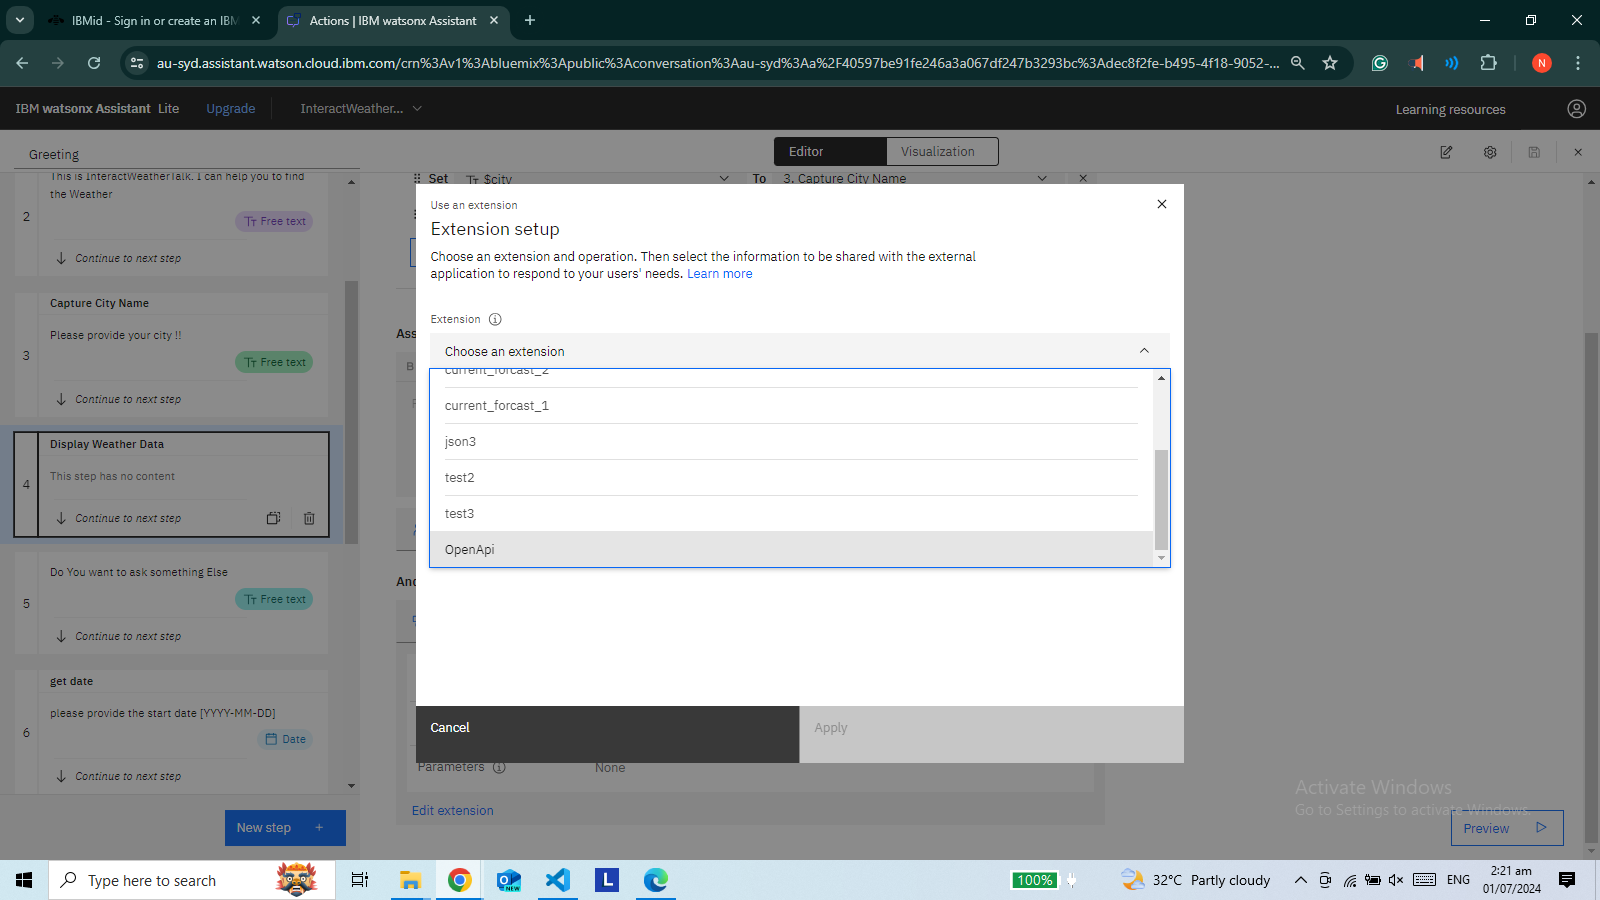 IBMid - Sign in or create an IBM
Actions | IBM watsonx Assistant
au-syd.assistant.watson.cloud.ibm.com/crn%3Av1%3Abluemix%3Apublic%3Aconversation%3Aau-syd%3Aa%2F40597be91fe246a3a067df247b3293bc%3Adec8f2fe-b495-4f18-9052-...
N
IBM watsonx Assistant Lite
Upgrade
InteractWeather...
Learning resources
Greeting
Editor
Visualization
This is InteractWeatherTalk. I can help you to find
the Weather
2
Free text
Continue to next step
Capture City Name
Please provide your city !!
3
Free text
Continue to next step
Display Weather Data
This step has no content
4
Continue to next step
Do You want to ask something Else
5
Free text
Continue to next step
get date
please provide the start date [YYYY-MM-DD]
6
Date
Continue to next step
New step +
Set
$city
To
3. Capture City Name
Use an extension
Extension setup
Choose an extension and operation. Then select the information to be shared with the external
application to respond to your users' needs. Learn more
Extension
Choose an extension
current_forcast_2
current_forcast_1
json3
test2
test3
OpenApi
Cancel
Apply
Ass
B
And
Parameters
None
Edit extension
Activate Windows
Go to Settings to activate Windows.
Preview
Type here to search
NEW
L
100%
32°C Partly cloudy
ENG
2:21 am
01/07/2024